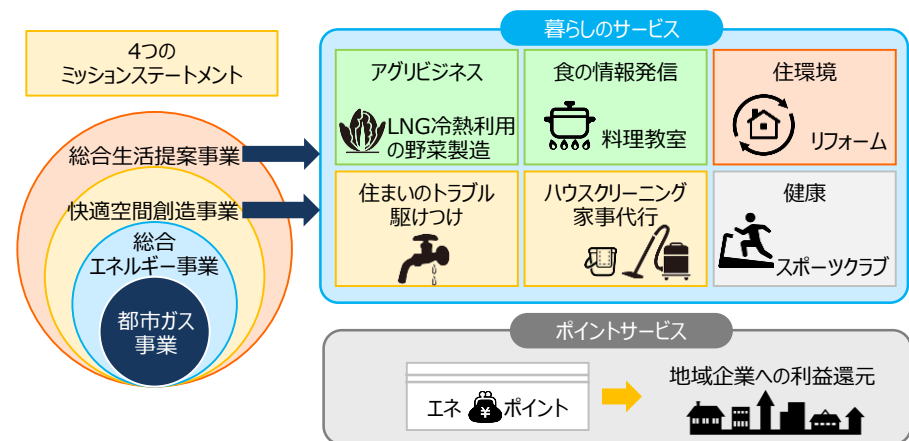 4つの
ミッションステートメント
総合生活提案事業
快適空間創造事業
総合
エネルギー事業
都市ガス
事業
暮らしのサービス
アグリビジネス
LNG冷熱利用
の野菜製造
食の情報発信
料理教室
住環境
リフォーム
住まいのトラブル
駆けつけ
ハウスクリーニング
家事代行
健康
スポーツクラブ
ポイントサービス
エネ
¥
ポイント
地域企業への利益還元